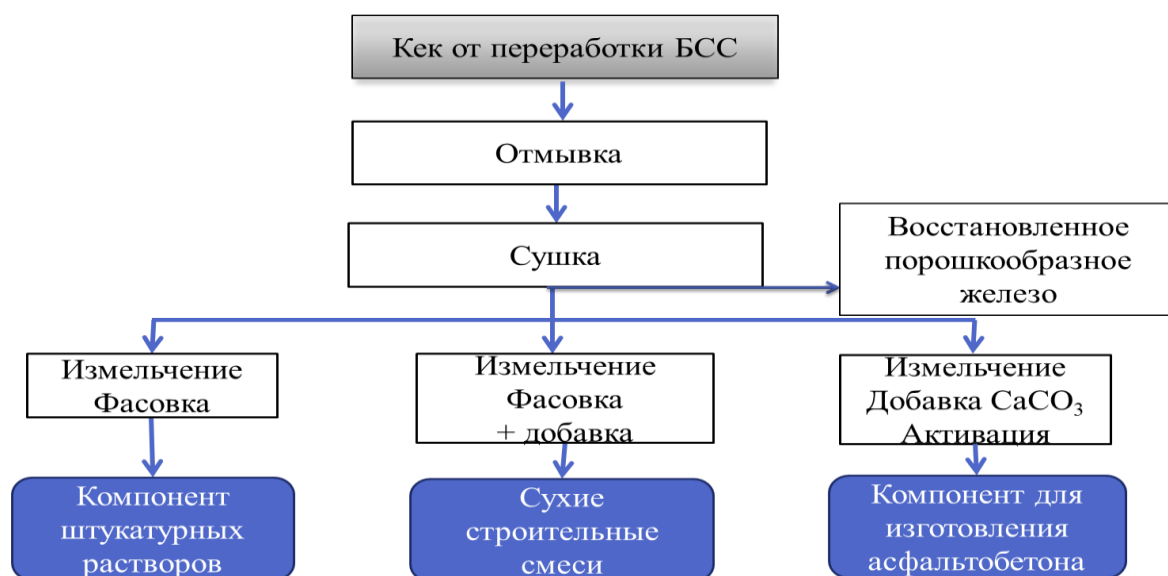 Кек от переработки БСС
Отмывка
Сушка
Восстановленное
порошкообразное
железо
Измельчение
Фасовка
Измельчение
Фасовка
+ добавка
Измельчение
Добавка CaCO₃
Активация
Компонент
штукатурных
растворов
Сухие
строительные
смеси
Компонент для
изготовления
асфальтобетона